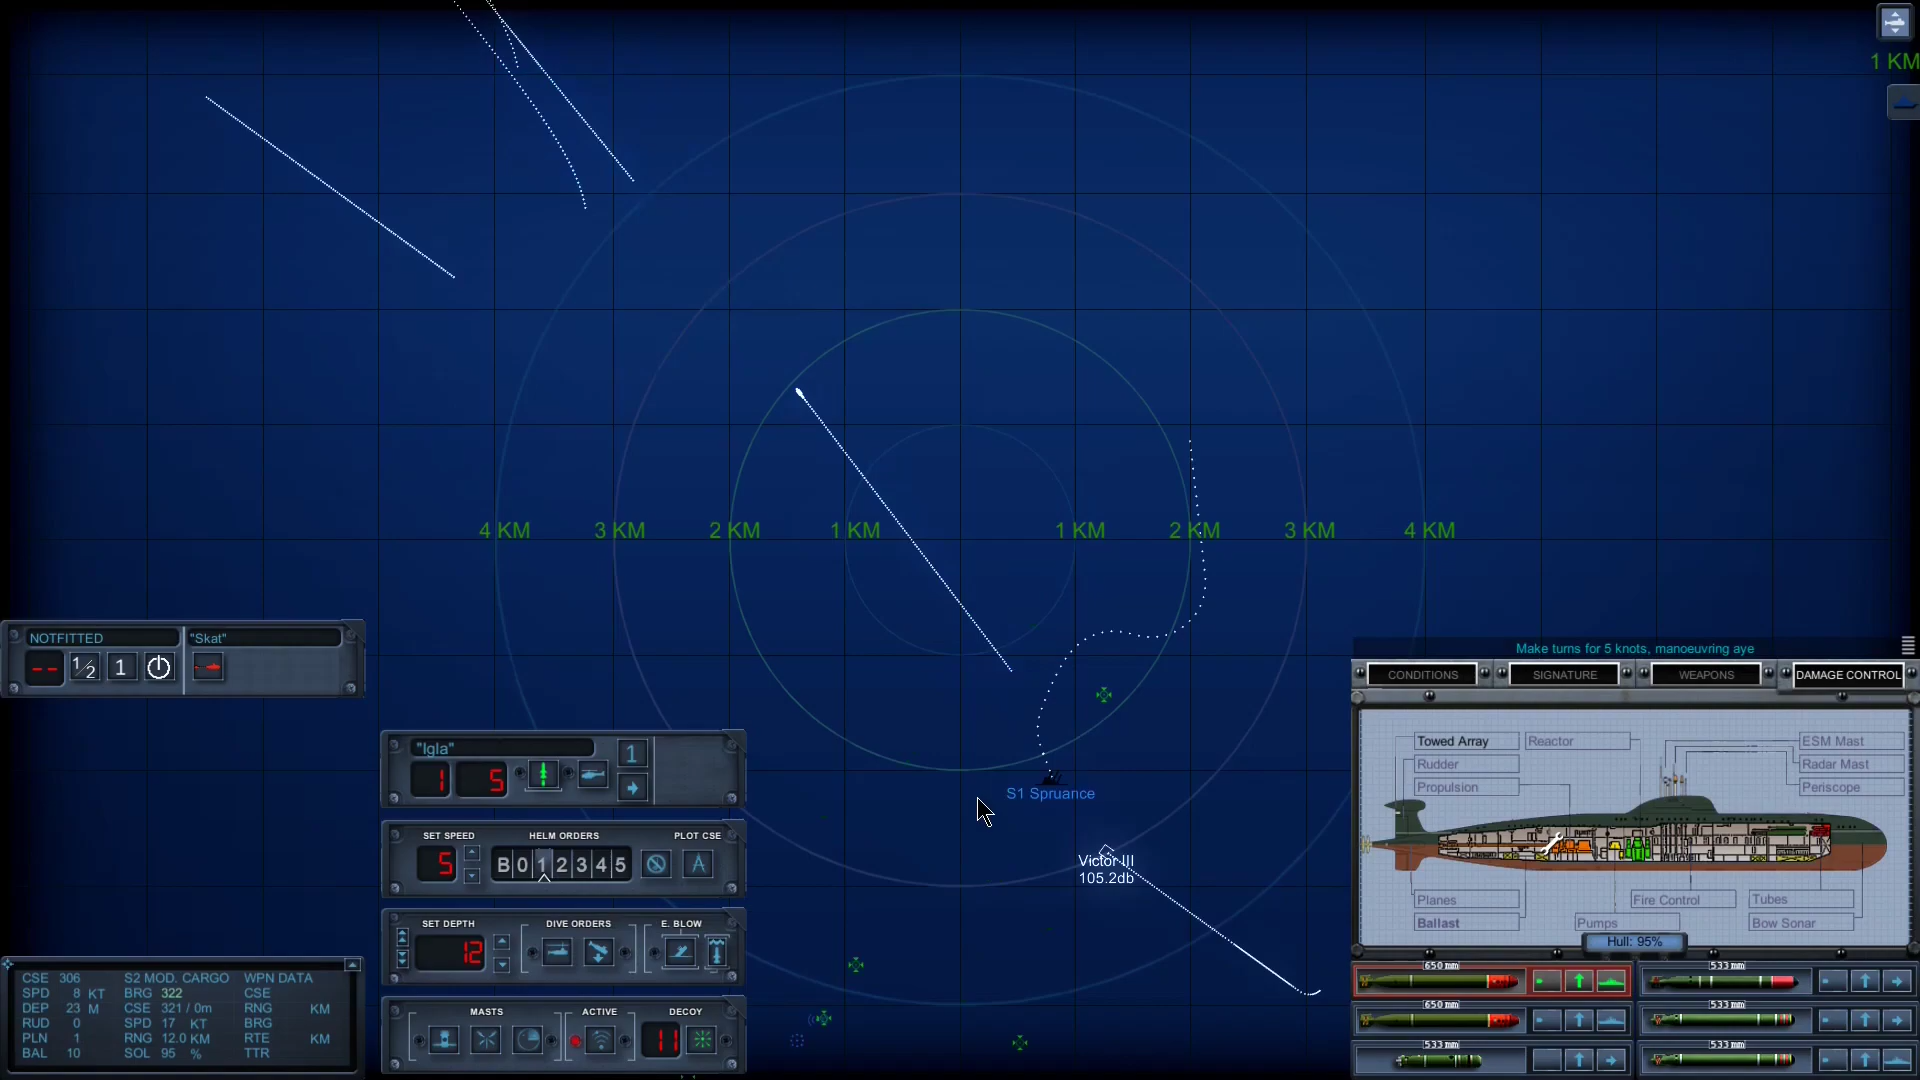 1 KM
4 KM 3 KM 2 KM 1 KM 1 KM 2 KM 3 KM 4 KM
NOTFITTED "Skat"
-- 1/2 1
Make turns for 5 knots, manoeuvring aye
CONDITIONS SIGNATURE WEAPONS DAMAGE CONTROL
Towed Array Reactor ESM Mast
Rudder Radar Mast
Propulsion Periscope
S1 Spruance
"Igla" 1
1 5
SET SPEED HELM ORDERS PLOT CSE
5 B 0 1 2 3 4 5
Victor III
105.2db
Planes Fire Control Tubes
Ballast Pumps Bow Sonar
Hull: 95%
SET DEPTH DIVE ORDERS E. BLOW
12
MASTS ACTIVE DECOY
11
CSE 306 S2 MOD. CARGO WPN DATA
SPD 8 KT BRG 322 CSE
DEP 23 M CSE 321 / 0m RNG KM
RUD 0 SPD 17 KT BRG
PLN 1 RNG 12.0 KM RTE KM
BAL 10 SOL 95 % TTR
650 mm 533 mm
650 mm 533 mm
533 mm 533 mm